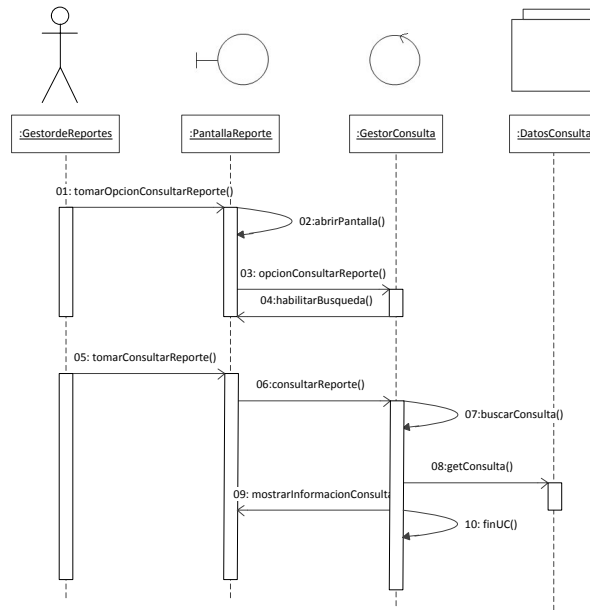 :GestordeReportes
:PantallaReporte
:GestorConsulta
:DatosConsulta
01: tomarOpcionConsultarReporte()
02:abrirPantalla()
03: opcionConsultarReporte()
04:habilitarBusqueda()
05: tomarConsultarReporte()
06:consultarReporte()
07:buscarConsulta()
08:getConsulta()
09: mostrarInformacionConsulta
10: finUC()